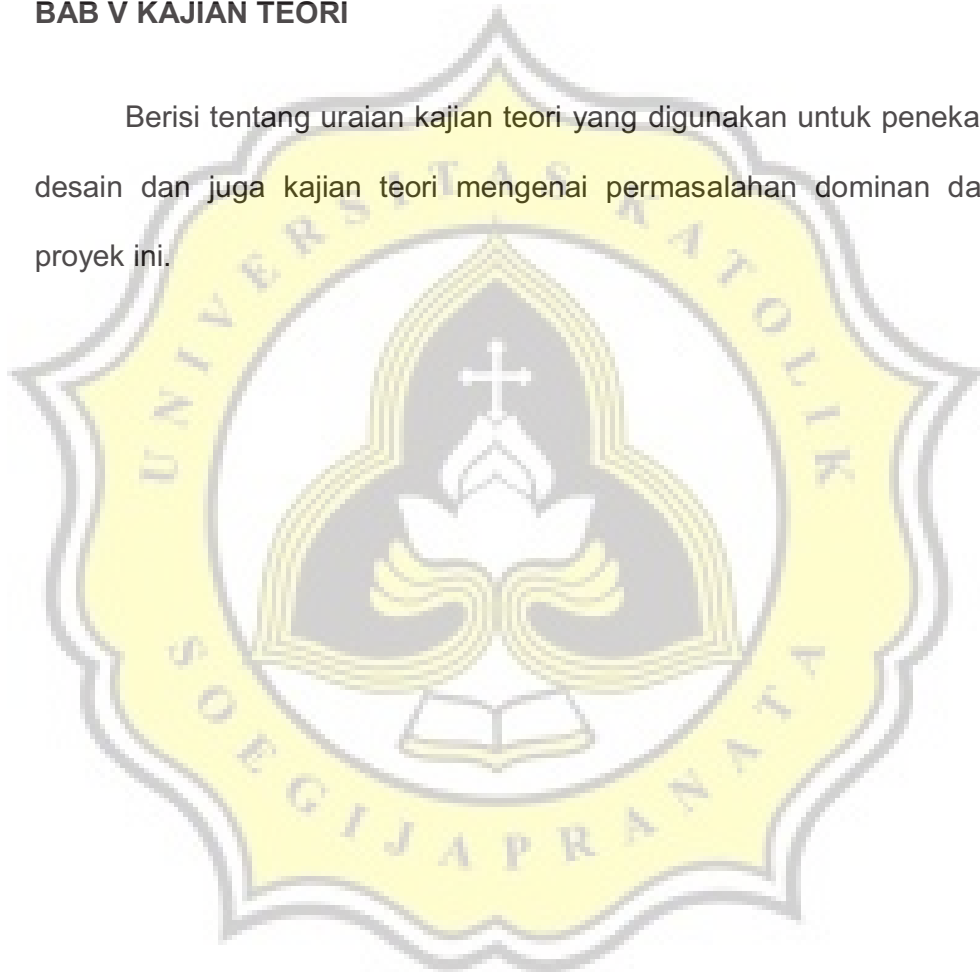 BAB V KAJIAN TEORI
Berisi tentang uraian kajian teori yang digunakan untuk peneka
desain dan juga kajian teori mengenai permasalahan dominan da
proyek ini.
UNIVERSITAS KATOLIK
SOEGIJAPRANATA